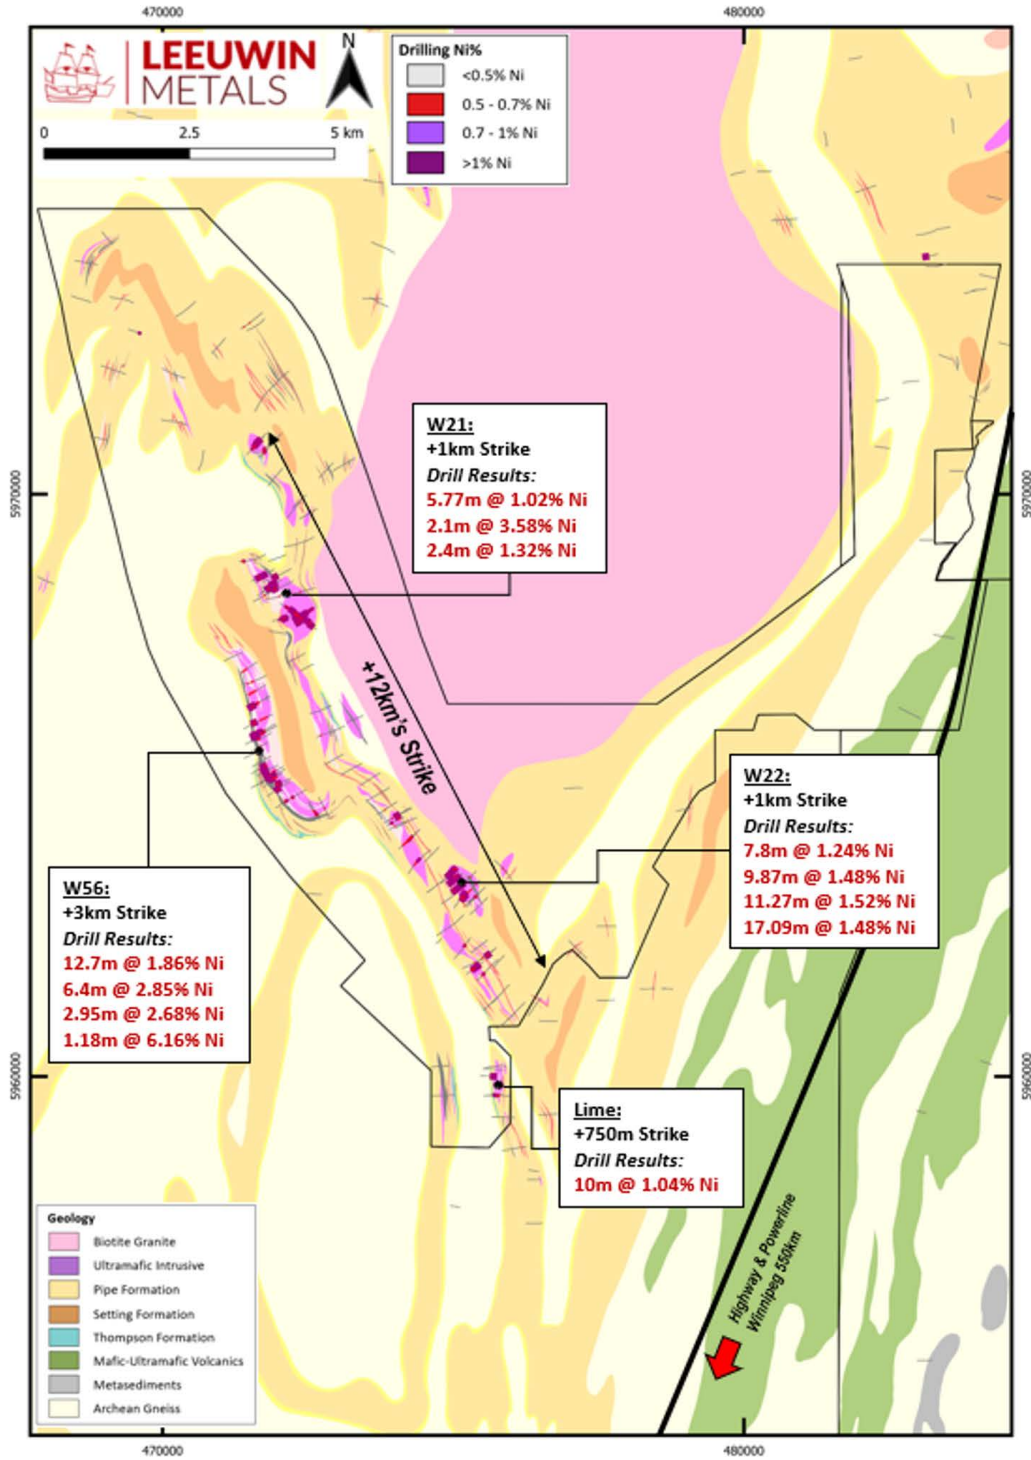 470000
480000
LEEUWIN
METALS
N
0
2.5
5 km
Drilling Ni%
<0.5% Ni
0.5 - 0.7% Ni
0.7 - 1% Ni
>1% Ni
W21:
+1km Strike
Drill Results:
5.77m @ 1.02% Ni
2.1m @ 3.58% Ni
2.4m @ 1.32% Ni
5970000
5970000
+12km's Strike
W22:
+1km Strike
Drill Results:
7.8m @ 1.24% Ni
9.87m @ 1.48% Ni
11.27m @ 1.52% Ni
17.09m @ 1.48% Ni
W56:
+3km Strike
Drill Results:
12.7m @ 1.86% Ni
6.4m @ 2.85% Ni
2.95m @ 2.68% Ni
1.18m @ 6.16% Ni
5960000
5960000
Lime:
+750m Strike
Drill Results:
10m @ 1.04% Ni
Highway & Powerline
Winnipeg 550km
Geology
Biotite Granite
Ultramafic Intrusive
Pipe Formation
Setting Formation
Thompson Formation
Mafic-Ultramafic Volcanics
Metasediments
Archean Gneiss
470000
480000